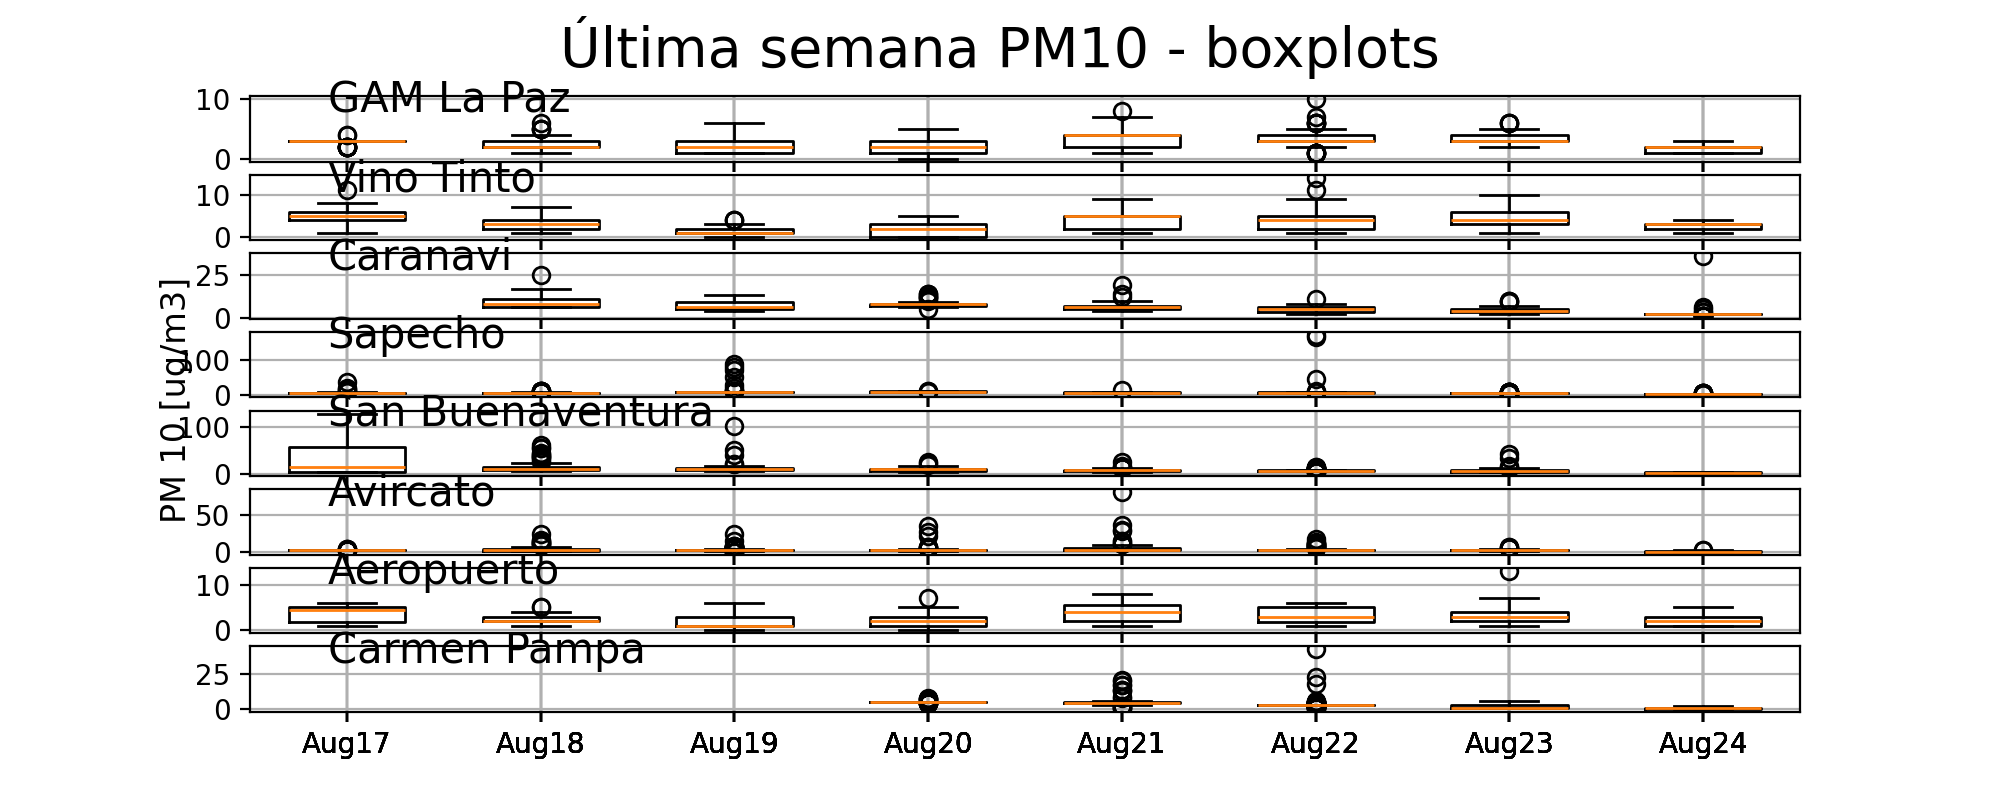 Última semana PM10 - boxplots
GAM La Paz
10
0
Vino Tinto
10
0
Caranavi
25
0
Sapecho
100
0
San Buenaventura
100
0
Avircato
50
0
Aeropuerto
10
0
Carmen Pampa
25
0
PM 10 [ug/m3]
Aug17 Aug18 Aug19 Aug20 Aug21 Aug22 Aug23 Aug24